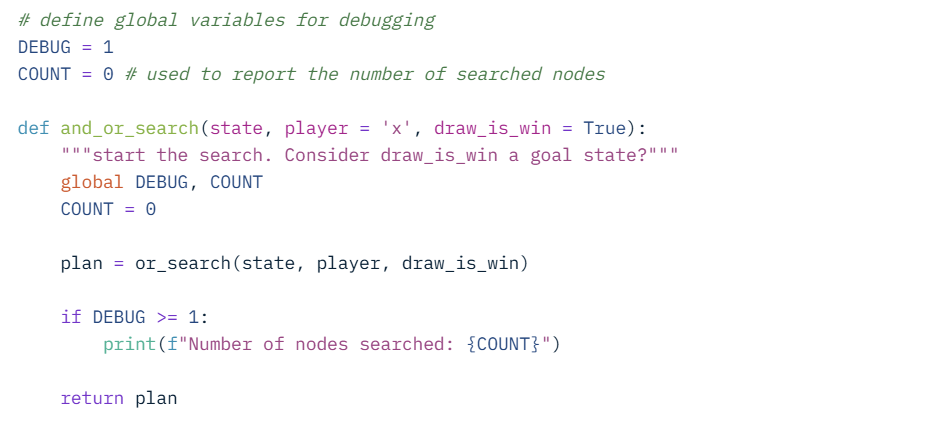 # define global variables for debugging
DEBUG = 1
COUNT = 0 # used to report the number of searched nodes

def and_or_search(state, player = 'x', draw_is_win = True):
    """start the search. Consider draw_is_win a goal state?"""
    global DEBUG, COUNT
    COUNT = 0

    plan = or_search(state, player, draw_is_win)

    if DEBUG >= 1:
        print(f"Number of nodes searched: {COUNT}")

    return plan